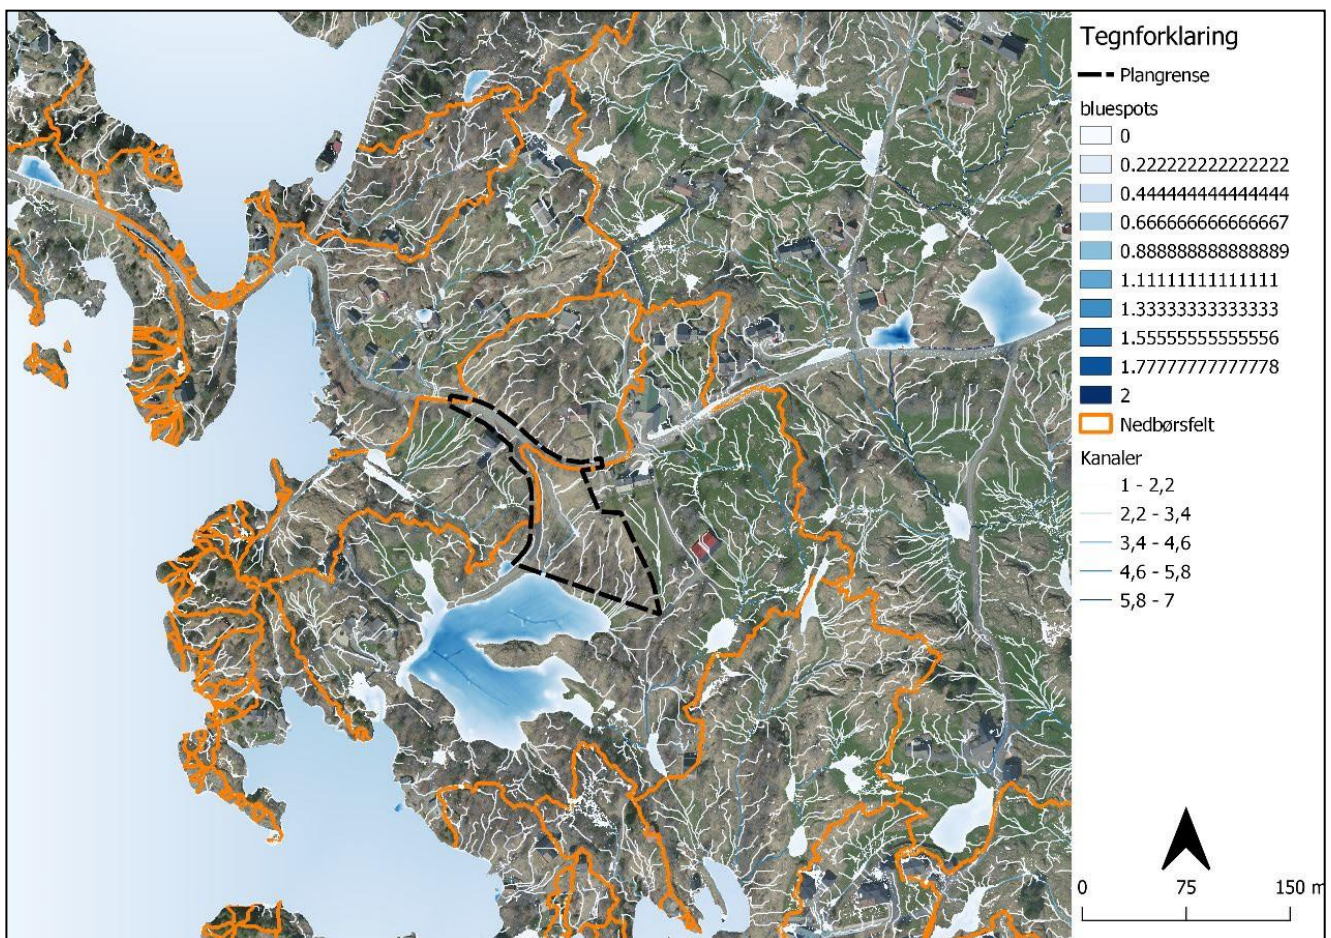 Tegnforklaring
Plangrense
bluespots
0
0.222222222222222
0.444444444444444
0.666666666666667
0.888888888888889
1.11111111111111
1.33333333333333
1.55555555555556
1.77777777777778
2
Nedbørsfelt
Kanaler
1 - 2,2
2,2 - 3,4
3,4 - 4,6
4,6 - 5,8
5,8 - 7
0 75 150 m